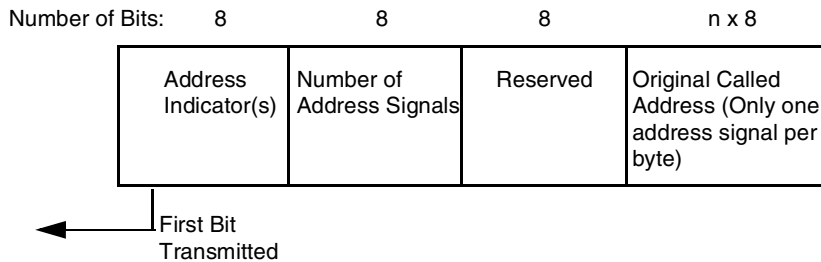 Number of Bits: 8 8 8 n x 8
Address Indicator(s)
Number of Address Signals
Reserved
Original Called Address (Only one address signal per byte)
First Bit
Transmitted